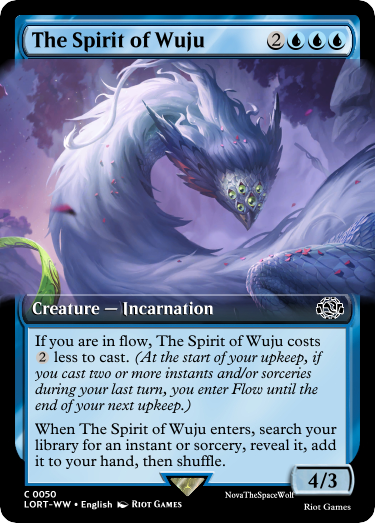 The Spirit of Wuju 2
Creature — Incarnation
If you are in flow, The Spirit of Wuju costs
2 less to cast. (At the start of your upkeep, if
you cast two or more instants and/or sorceries
during your last turn, you enter Flow until the
end of your next upkeep.)
When The Spirit of Wuju enters, search your
library for an instant or sorcery, reveal it, add
it to your hand, then shuffle.
4/3
C 0050
LORT-WW • English Riot Games
NovaTheSpaceWolf
Riot Games